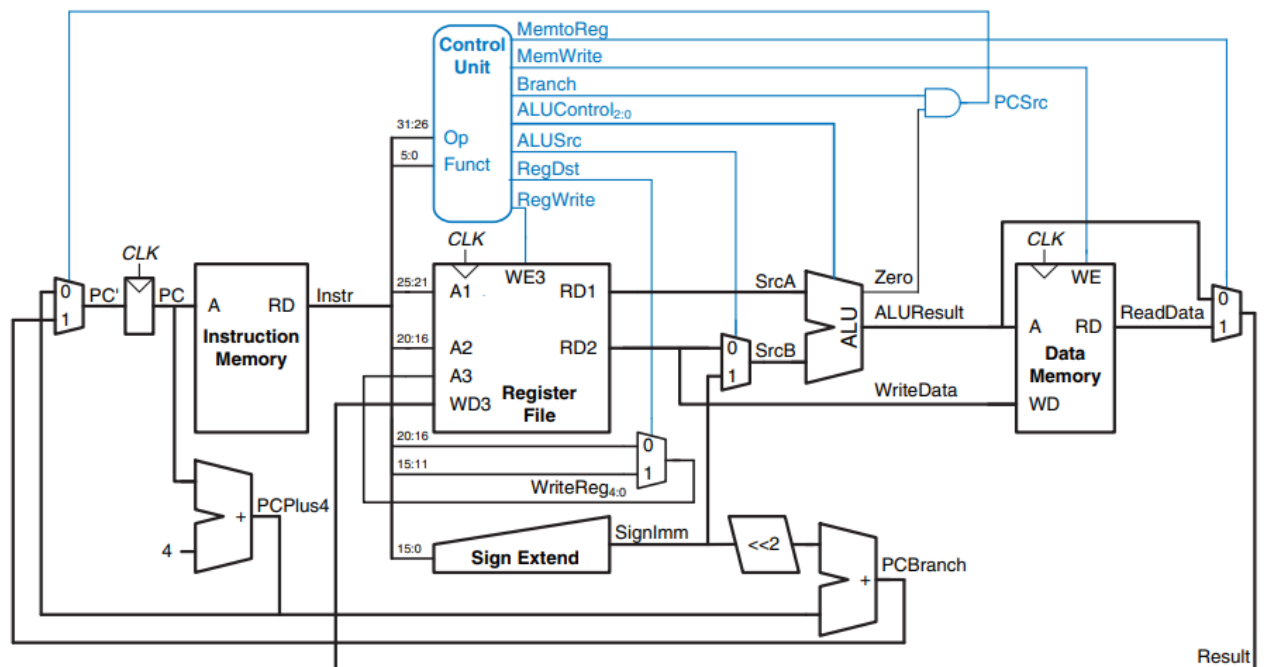 MemtoReg
Control
Unit
MemWrite
Branch
PCSrc
ALUControl2:0
31:26
Op
ALUSrc
5:0
Funct
RegDst
RegWrite
CLK
CLK
CLK
0
1
PC'
PC
A RD
Instruction
Memory
Instr
25:21
A1
WE3
RD1
SrcA
Zero
WE
20:16
A2
RD2
0
1
SrcB
ALU
ALUResult
A RD
Data
Memory
ReadData
0
1
A3
WD3
Register
File
WriteData
WD
20:16
0
15:11
1
WriteReg4:0
PCPlus4
+
4
15:0
Sign Extend
SignImm
<<2
+
PCBranch
Result